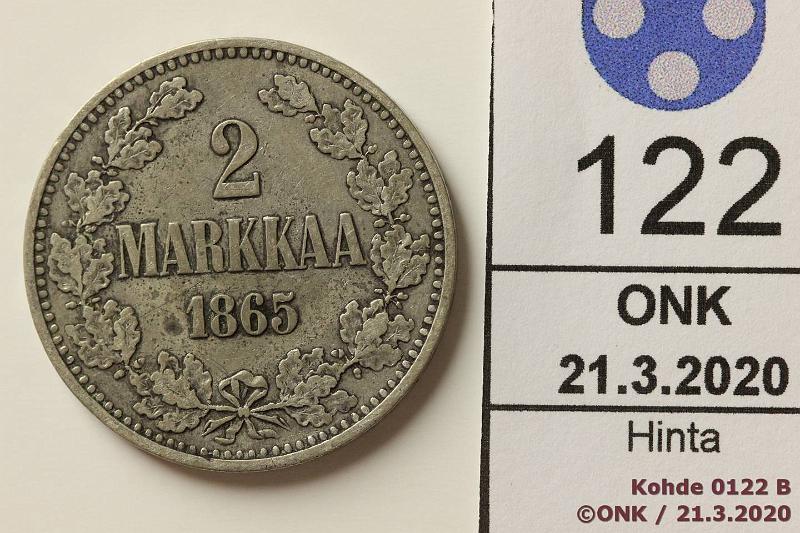 2
MARKKAA
1865
122
ONK
21.3.2020
Hinta
Kohde 0122 B
©ONK / 21.3.2020